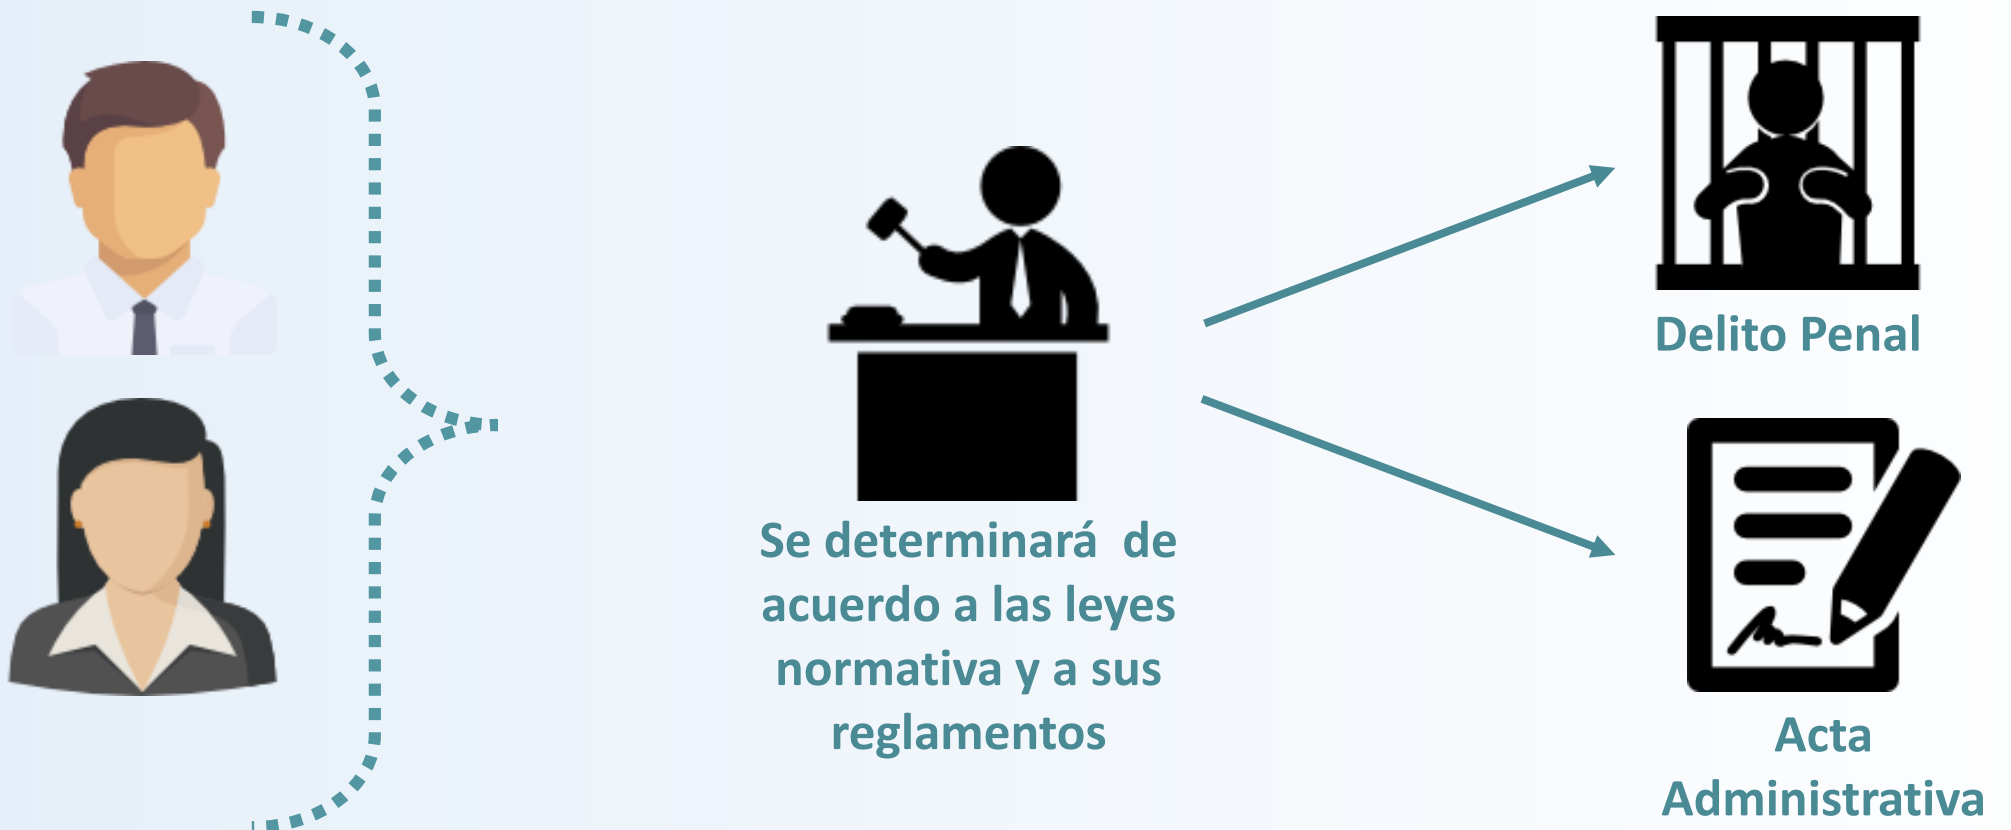 Se determinará  de
acuerdo a las leyes
normativa y a sus
reglamentos
Delito Penal
Acta
Administrativa